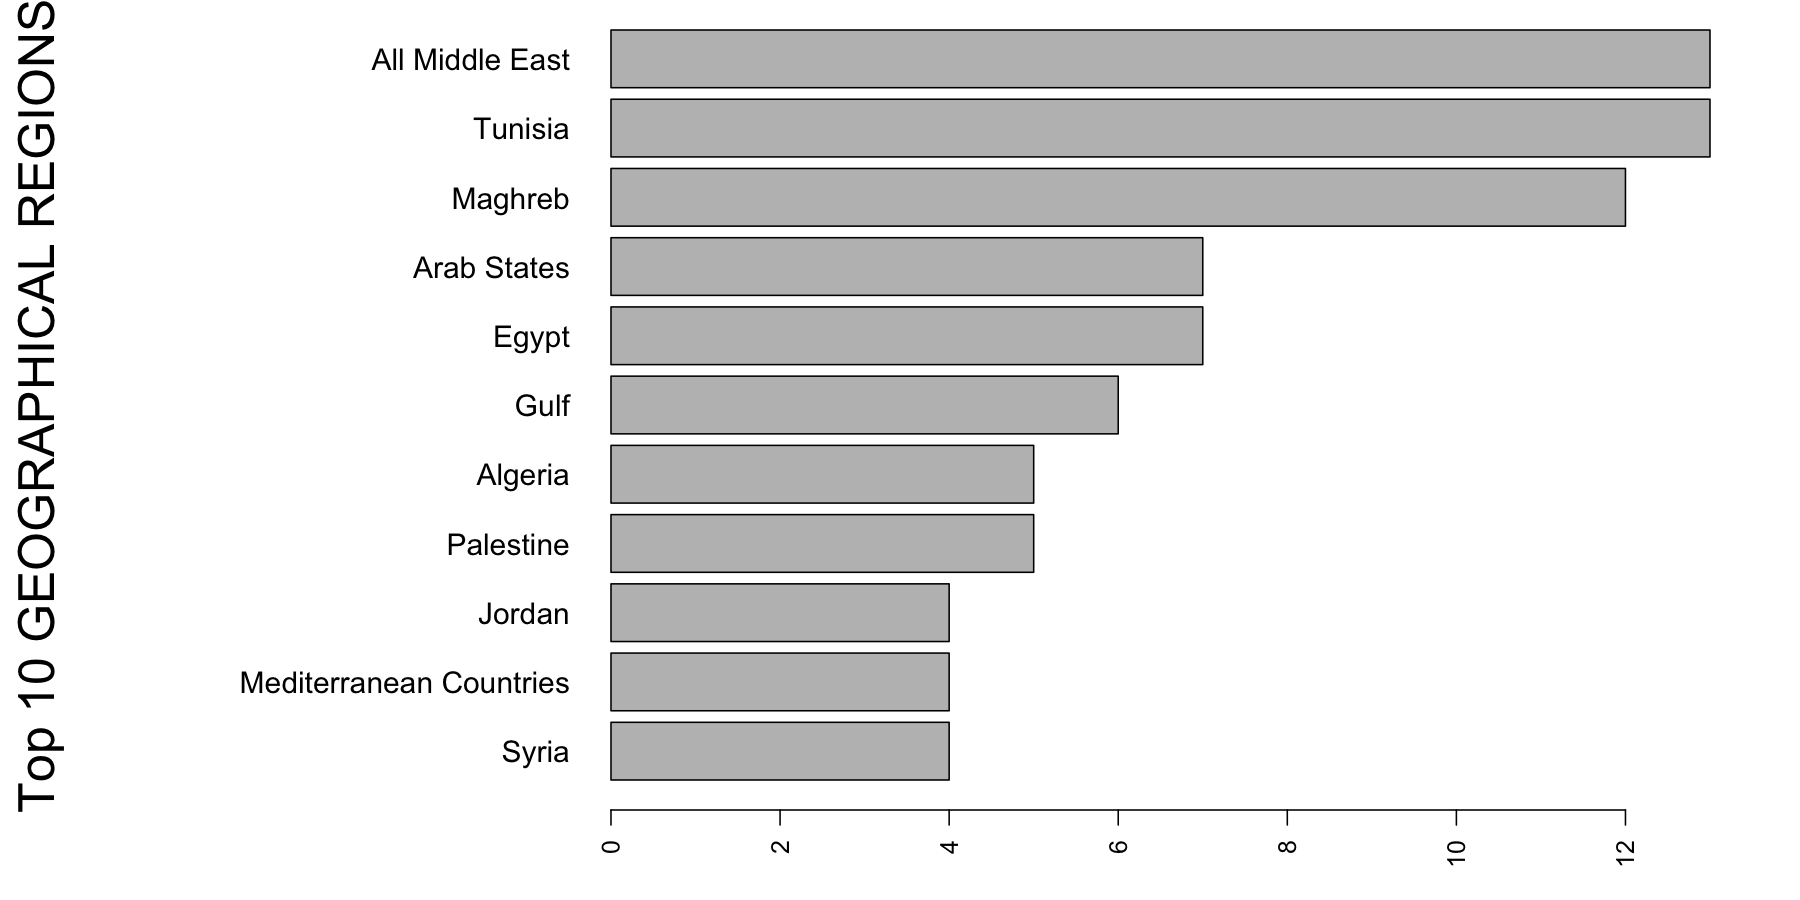 Top 10 GEOGRAPHICAL REGIONS
All Middle East
Tunisia
Maghreb
Arab States
Egypt
Gulf
Algeria
Palestine
Jordan
Mediterranean Countries
Syria
0 2 4 6 8 10 12